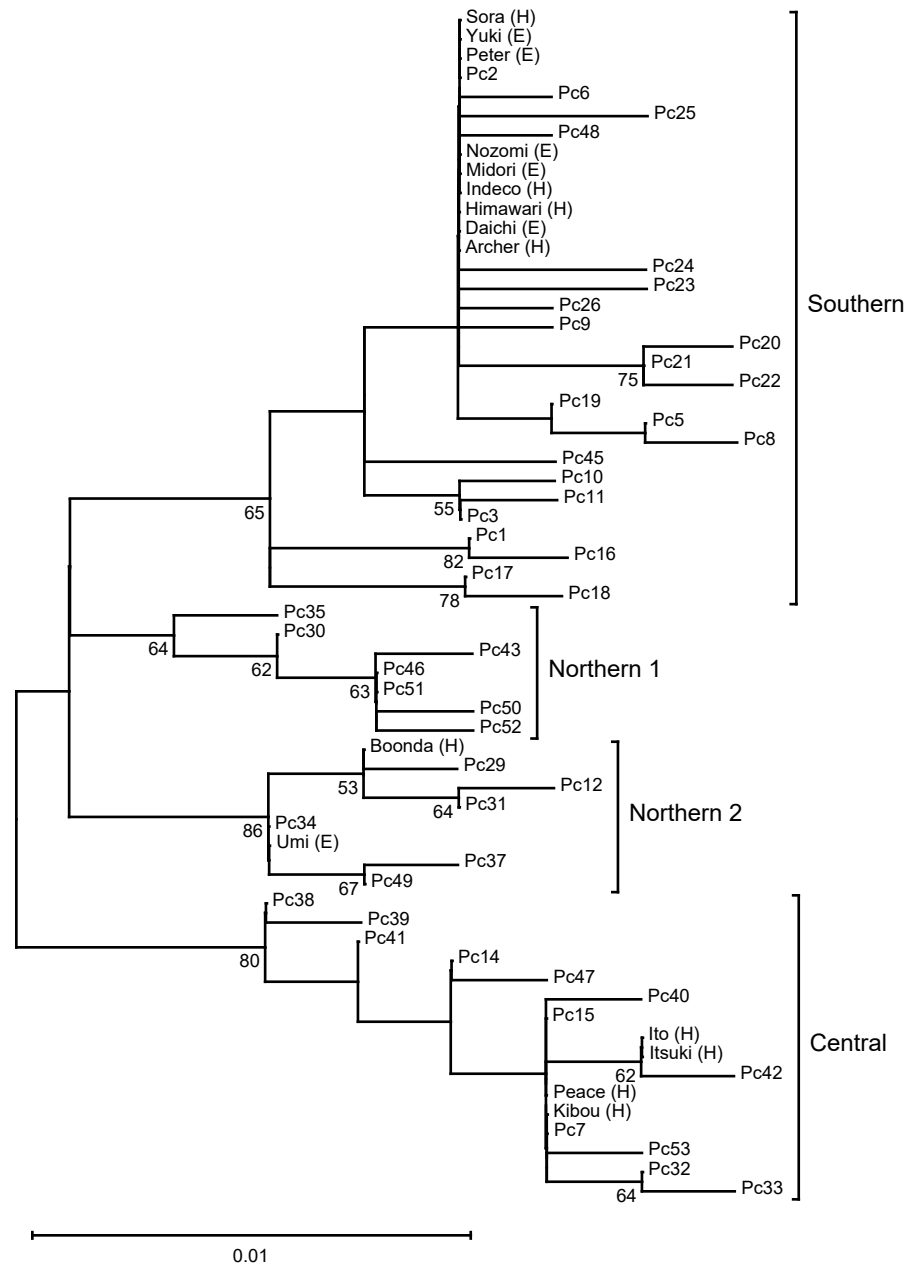 Sora (H)
Yuki (E)
Peter (E)
Pc2
Pc6
Pc25
Pc48
Nozomi (E)
Midori (E)
Indeco (H)
Himawari (H)
Daichi (E)
Archer (H)
Pc24
Pc23
Pc26
Southern
Pc9
Pc20
Pc21
75
Pc22
Pc19
Pc5
Pc8
Pc45
Pc10
Pc11
55
65
Pc3
Pc1
Pc16
82
Pc17
78
Pc18
Pc35
Pc30
64
Pc43
62
Pc46
Northern 1
63
Pc51
Pc50
Pc52
Boonda (H)
Pc29
53
Pc12
64
Pc31
Northern 2
86
Pc34
Umi (E)
Pc37
67
Pc49
Pc38
Pc39
Pc41
80
Pc14
Pc47
Pc40
Pc15
Ito (H)
Central
Itsuki (H)
62
Pc42
Peace (H)
Kibou (H)
Pc7
Pc53
Pc32
64
Pc33
0.01